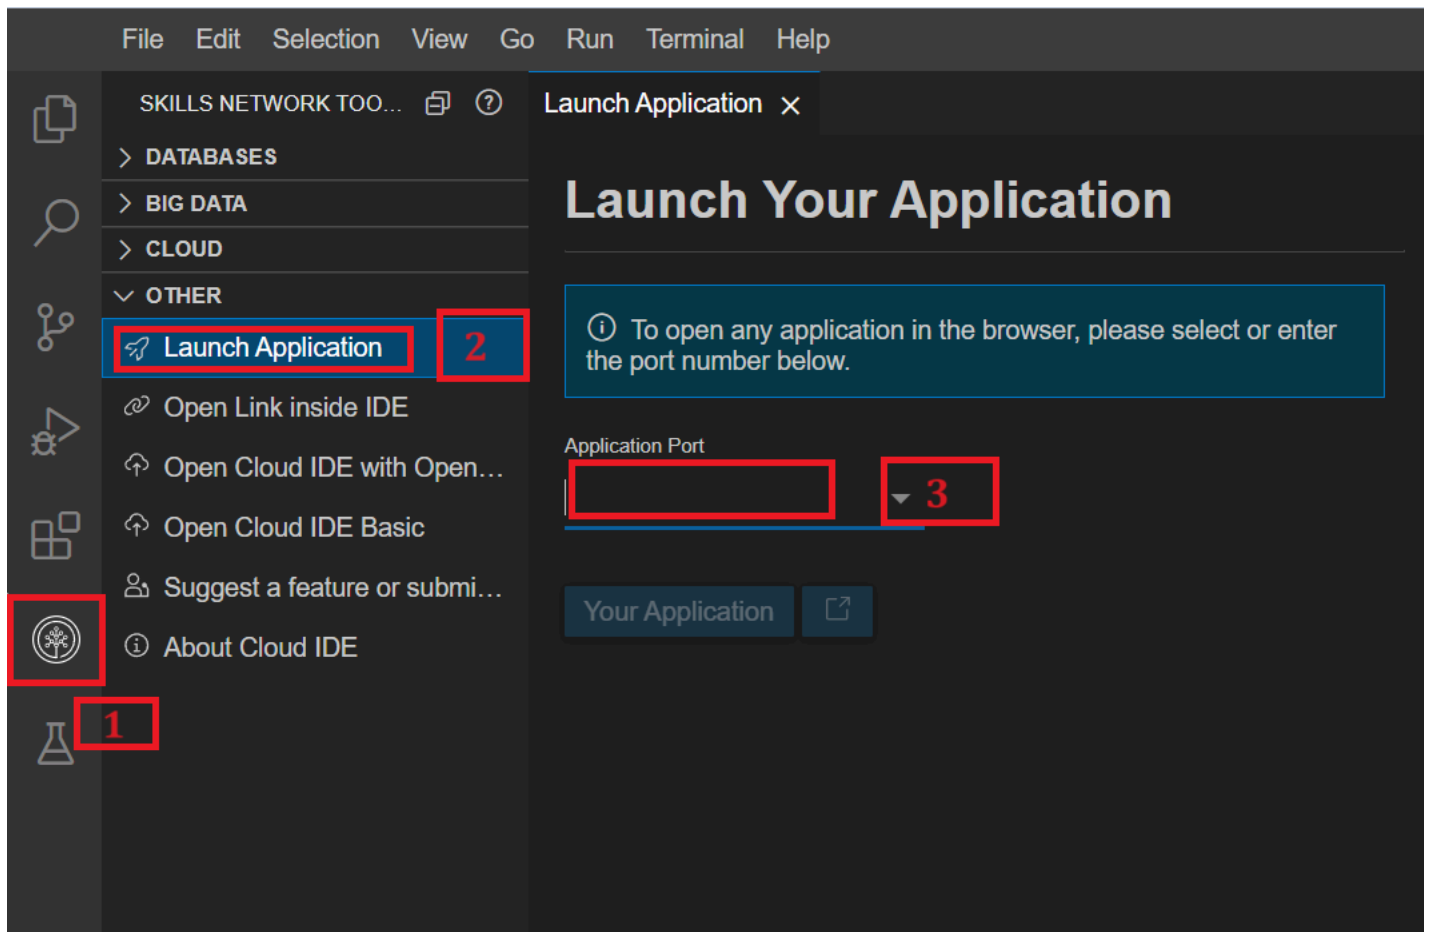 File Edit Selection View Go Run Terminal Help
SKILLS NETWORK TOO...
Launch Application
DATABASES
BIG DATA
CLOUD
OTHER
Launch Application
2
Open Link inside IDE
Open Cloud IDE with Open...
Open Cloud IDE Basic
Suggest a feature or submi...
About Cloud IDE
1
Launch Your Application
To open any application in the browser, please select or enter
the port number below.
Application Port
3
Your Application